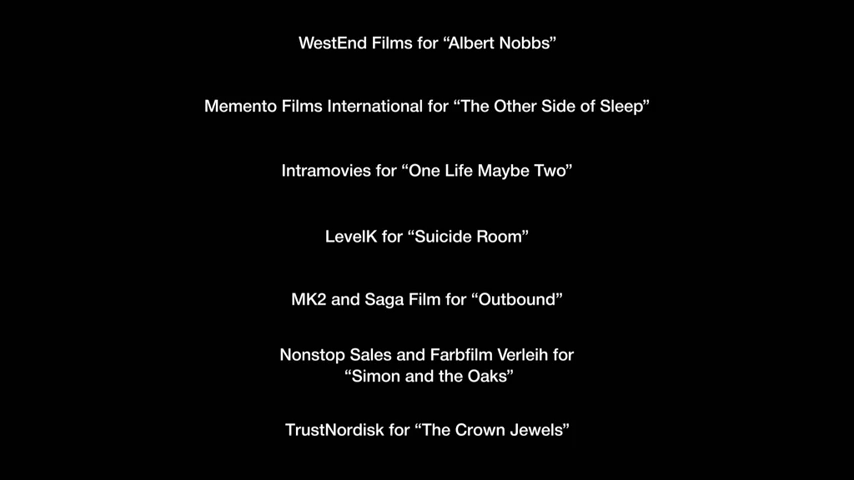 WestEnd Films for “Albert Nobbs”
Memento Films International for “The Other Side of Sleep”
Intramovies for “One Life Maybe Two”
LevelK for “Suicide Room”
MK2 and Saga Film for “Outbound”
Nonstop Sales and Farbfilm Verleih for
“Simon and the Oaks”
TrustNordisk for “The Crown Jewels”